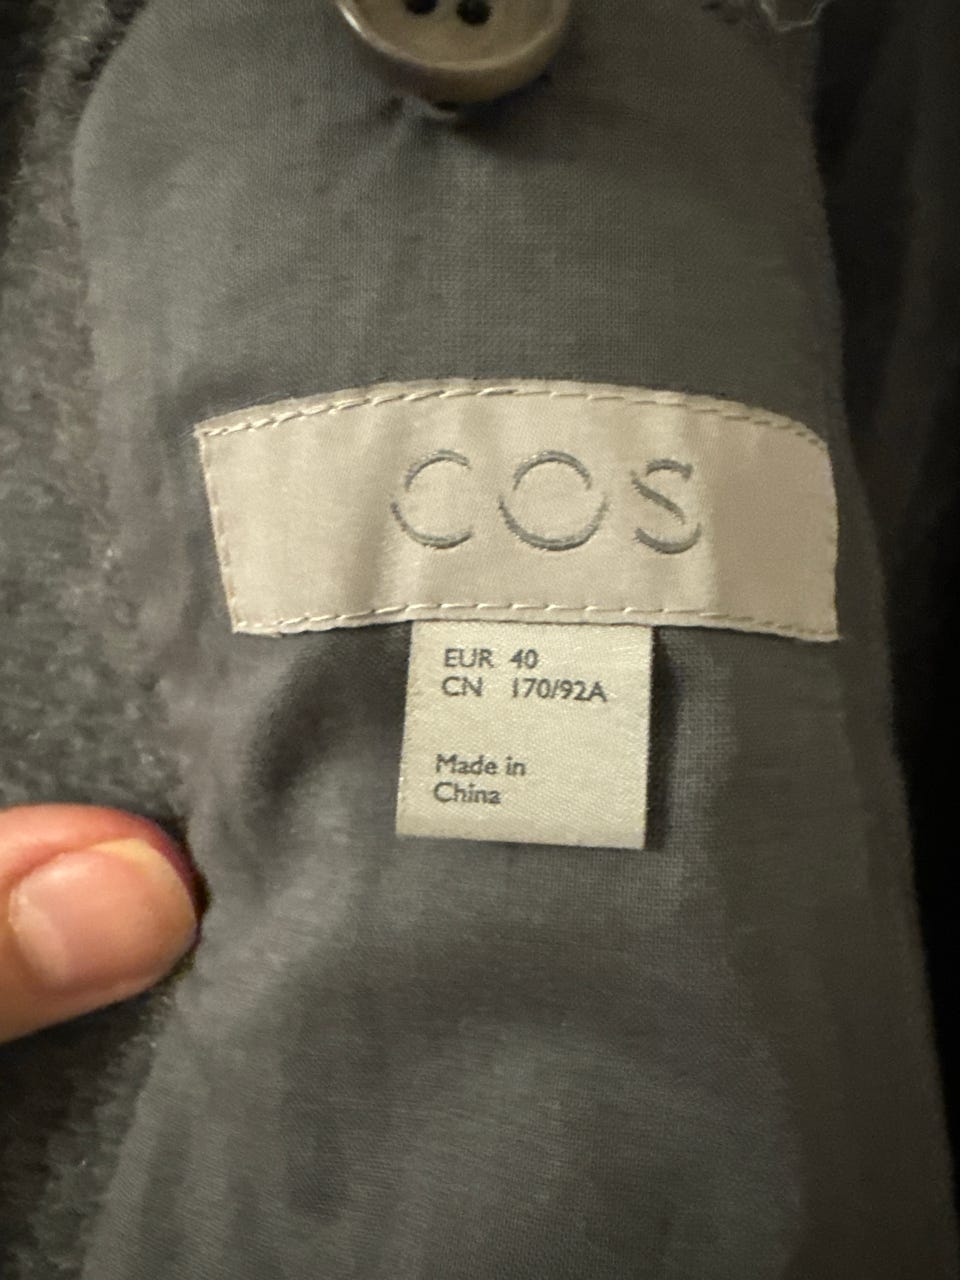 COS
EUR 40
CN 170/92A
Made in
China